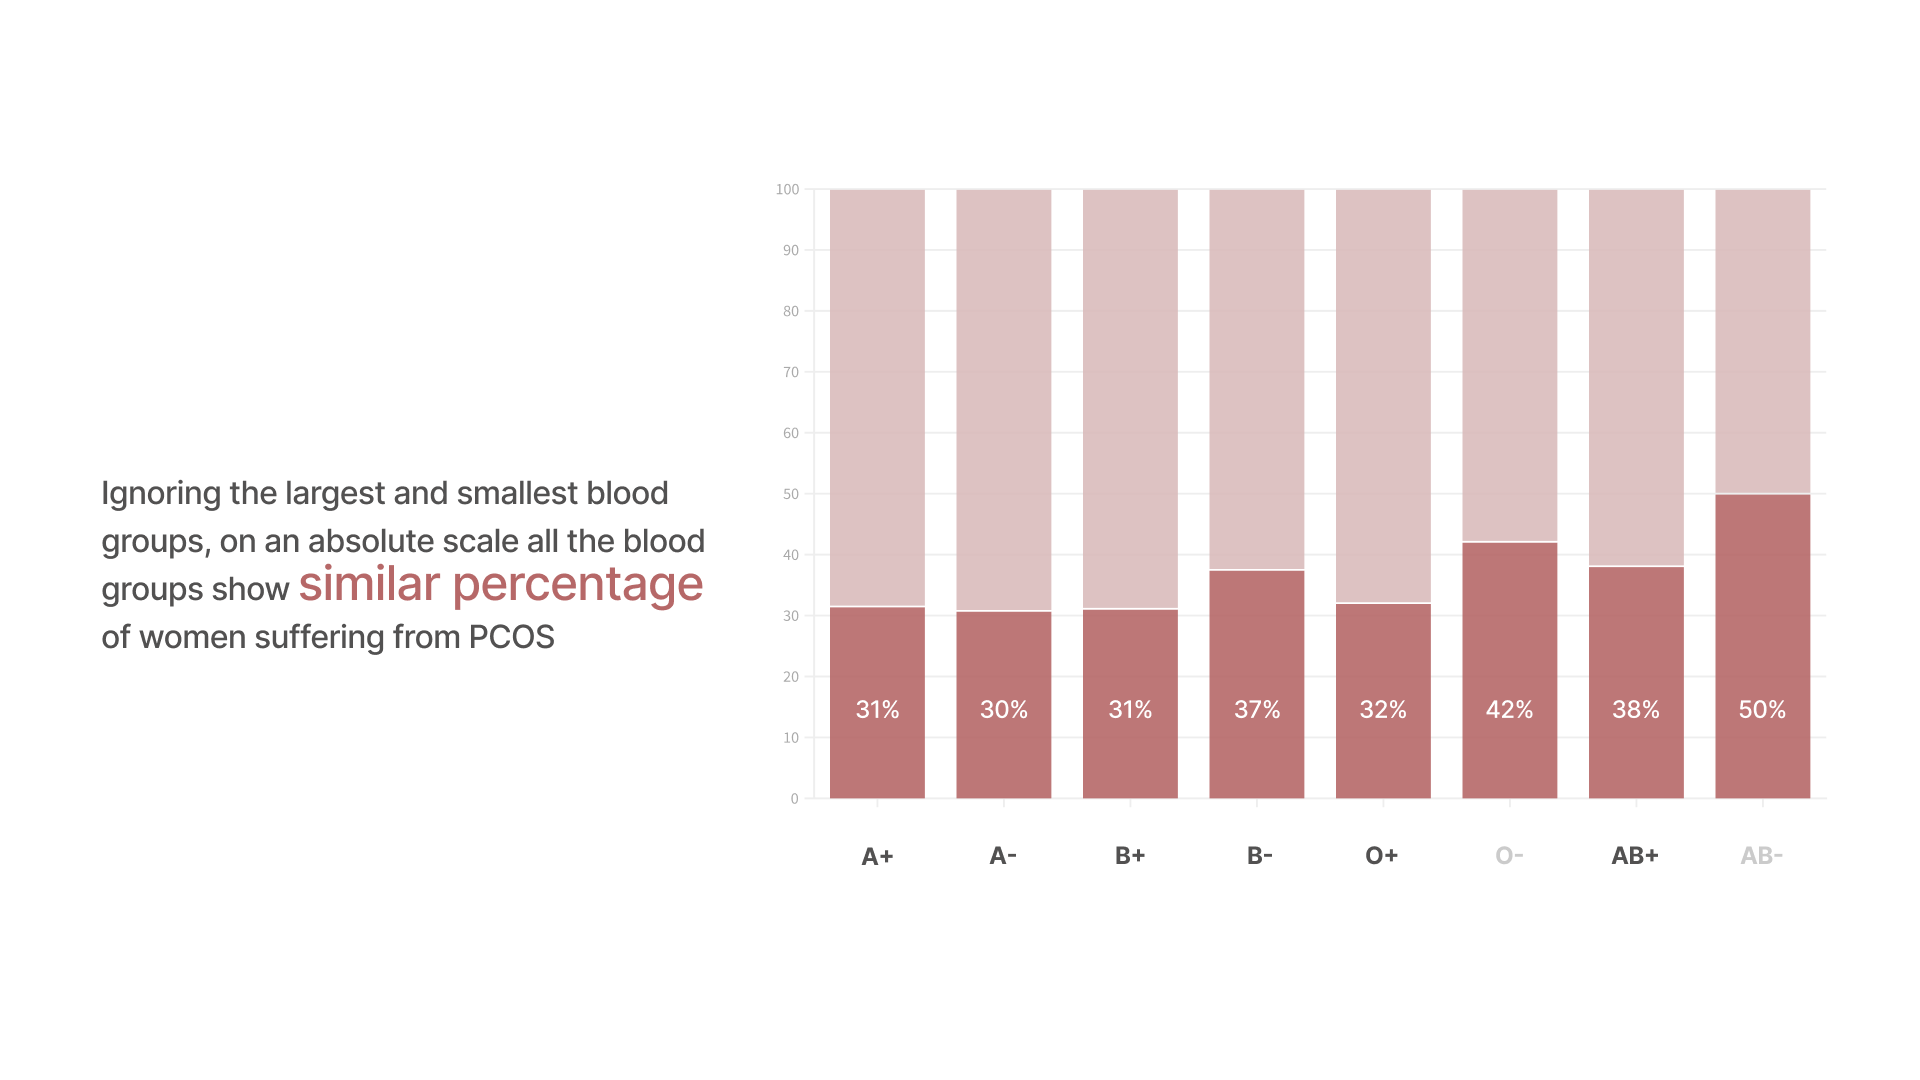 Ignoring the largest and smallest blood
groups, on an absolute scale all the blood
groups show similar percentage
of women suffering from PCOS
100
90
80
70
60
50
40
30
20
10
0
31% 30% 31% 37% 32% 42% 38% 50%
A+ A- B+ B- O+ O- AB+ AB-